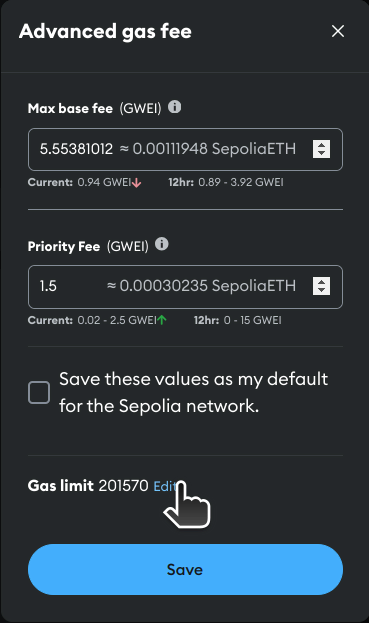 Advanced gas fee
Max base fee (GWEI)
5.55381012 ≈ 0.00111948 SepoliaETH
Current: 0.94 GWEI↓ 12hr: 0.89 - 3.92 GWEI
Priority Fee (GWEI)
1.5 ≈ 0.00030235 SepoliaETH
Current: 0.02 - 2.5 GWEI↑ 12hr: 0 - 15 GWEI
Save these values as my default
for the Sepolia network.
Gas limit 201570 Edit
Save